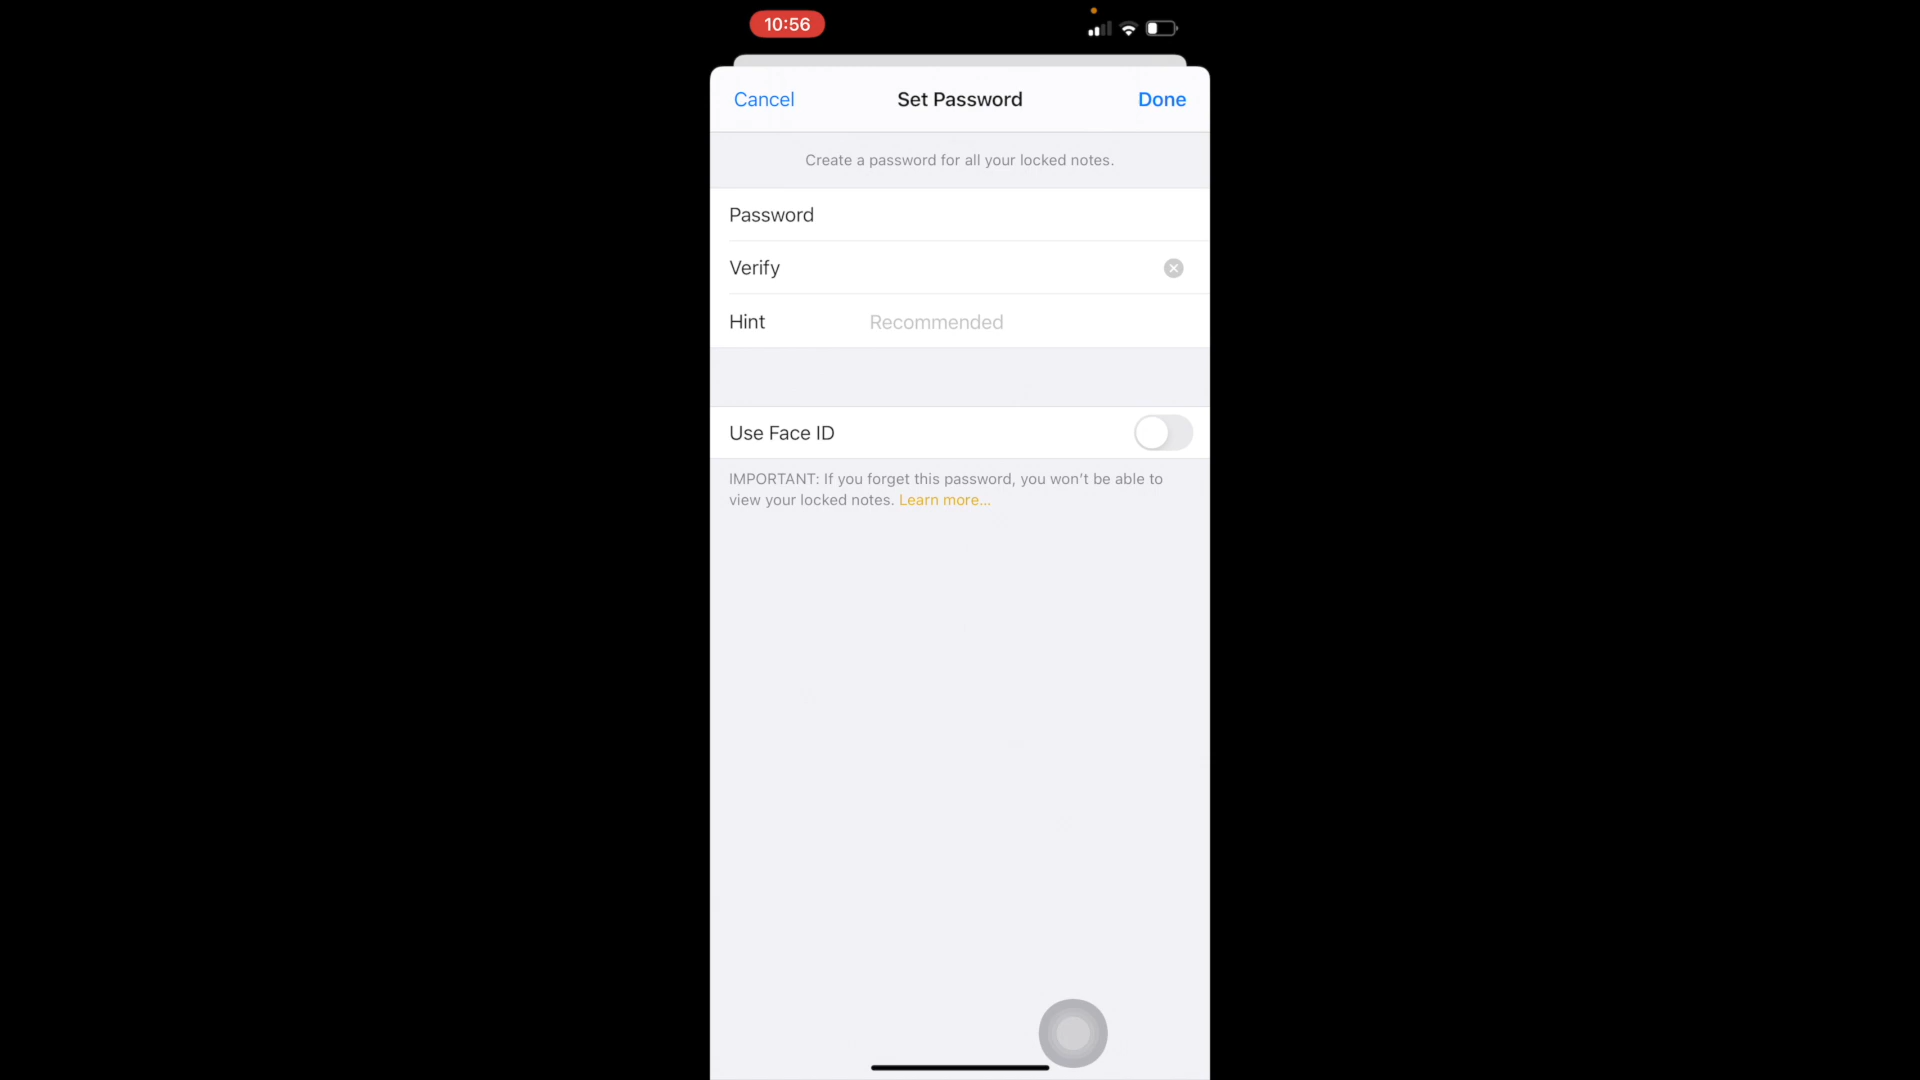 10:56
Cancel
Set Password
Done
Create a password for all your locked notes.
Password
Verify
Hint
Recommended
Use Face ID
IMPORTANT: If you forget this password, you won’t be able to
view your locked notes. Learn more...